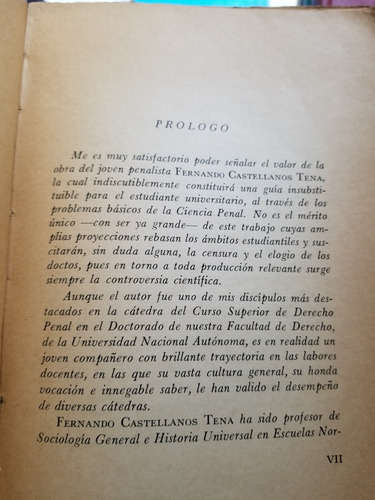 PROLOGO
Me es muy satisfactorio poder señalar el valor de la
obra del joven penalista FERNANDO CASTELLANOS TENA,
la cual indiscutiblemente constituirá una guía insubsti-
tuible para el estudiante universitario, al través de los
problemas básicos de la Ciencia Penal. No es el mérito
único —con ser ya grande— de este trabajo cuyas am-
plias proyecciones rebasan los ámbitos estudiantiles y sus-
citarán, sin duda alguna, la censura y el elogio de los
doctos, pues en torno a toda producción relevante surge
siempre la controversia científica.
Aunque el autor fue uno de mis discípulos más des-
tacados en la cátedra del Curso Superior de Derecho
Penal en el Doctorado de nuestra Facultad de Derecho,
de la Universidad Nacional Autónoma, es en realidad un
joven compañero con brillante trayectoria en las labores
docentes, en las que su vasta cultura general, su honda
vocación e innegable saber, le han valido el desempeño
de diversas cátedras.
FERNANDO CASTELLANOS TENA ha sido profesor de
Sociología General e Historia Universal en Escuelas Nor-
VII